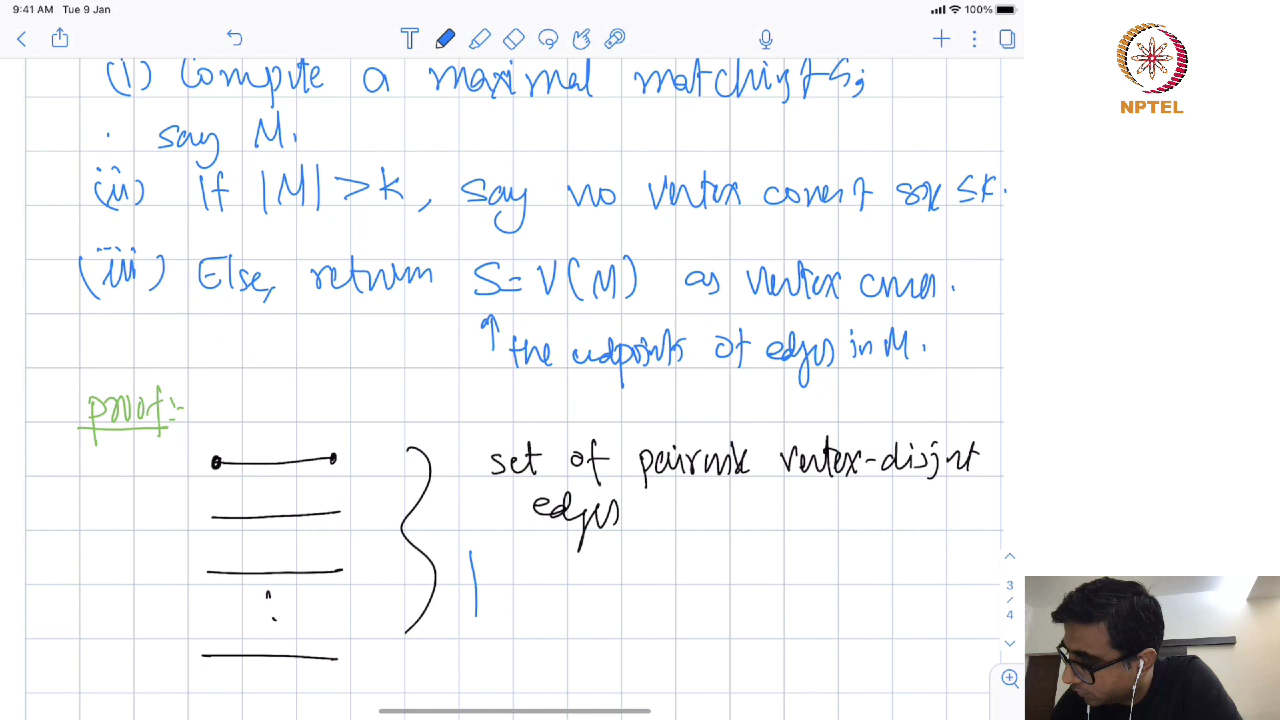 9:41 AM Tue 9 Jan
100%
(i) Compute a maximal matching
say M.
(ii) If |M| > k, say no vertex cover of size ≤ k.
(iii) Else, return S = V(M) as vertex cover.
↑ the endpoints of edges in M.
proof:-
set of pairwise vertex-disjoint
edges
3
/
4
NPTEL